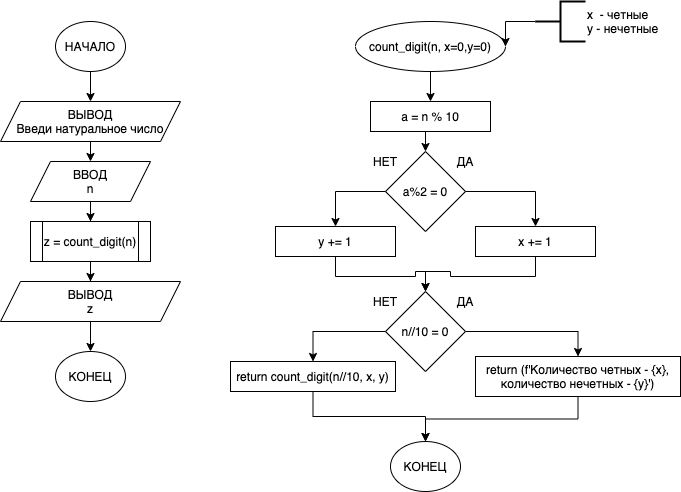 НАЧАЛО
ВЫВОД
Введи натуральное число
ВВОД
n
z = count_digit(n)
ВЫВОД
z
КОНЕЦ
x - четные
y - нечетные
count_digit(n, x=0,y=0)
a = n % 10
НЕТ
ДА
a%2 = 0
y += 1
x += 1
НЕТ
ДА
n//10 = 0
return count_digit(n//10, x, y)
return (f'Количество четных - {x},
количество нечетных - {y}')
КОНЕЦ